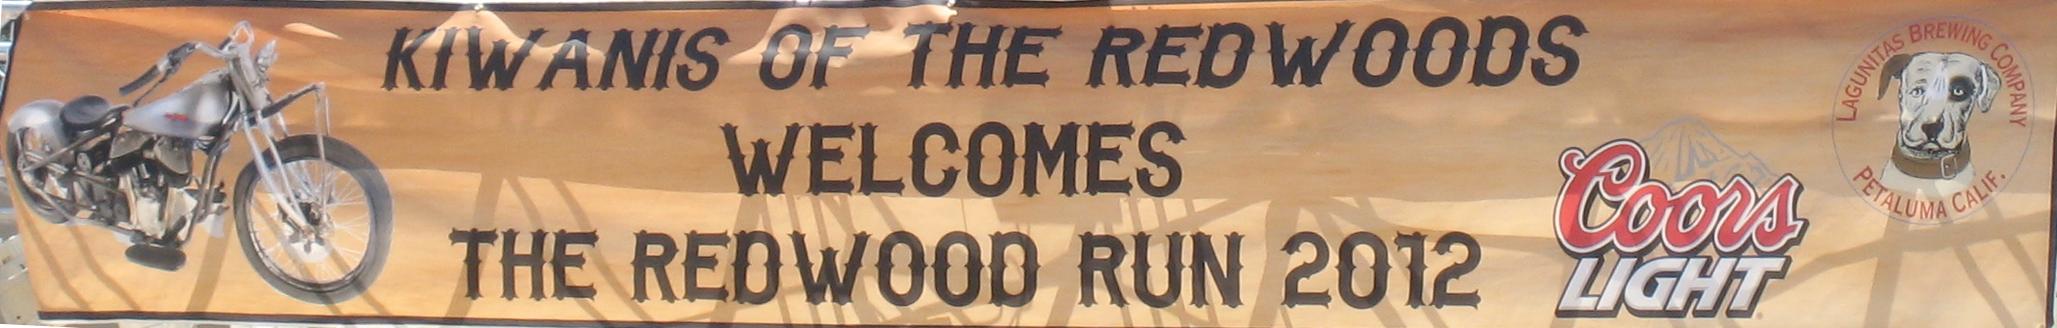 KIWANIS OF THE REDWOODS
WELCOMES
THE REDWOOD RUN 2012
Coors
LIGHT
LAGUNITAS BREWING COMPANY
PETALUMA CALIF.